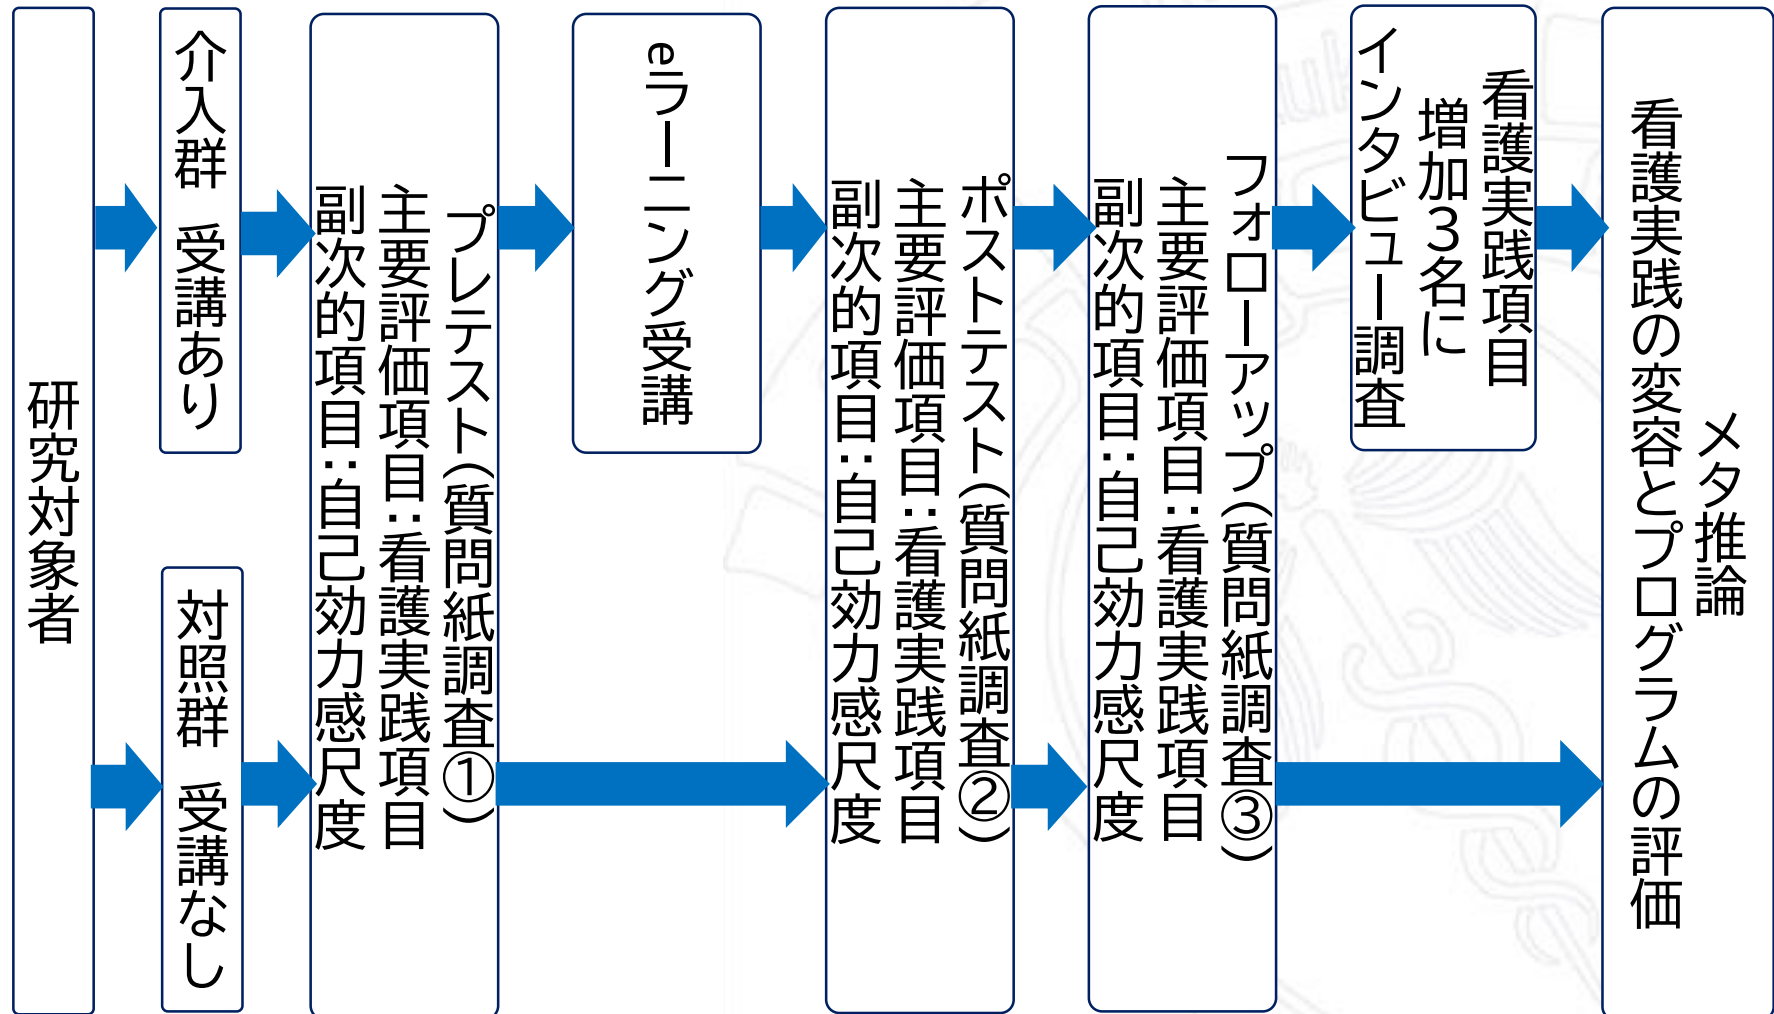 研究対象者
介入群 受講あり
対照群 受講なし
プレテスト(質問紙調査①)
主要評価項目：看護実践項目
副次的項目：自己効力感尺度
eラーニング受講
ポストテスト(質問紙調査②)
主要評価項目：看護実践項目
副次的項目：自己効力感尺度
フォローアップ(質問紙調査③)
主要評価項目：看護実践項目
副次的項目：自己効力感尺度
看護実践項目
増加３名に
インタビュー調査
メタ推論
看護実践の変容とプログラムの評価